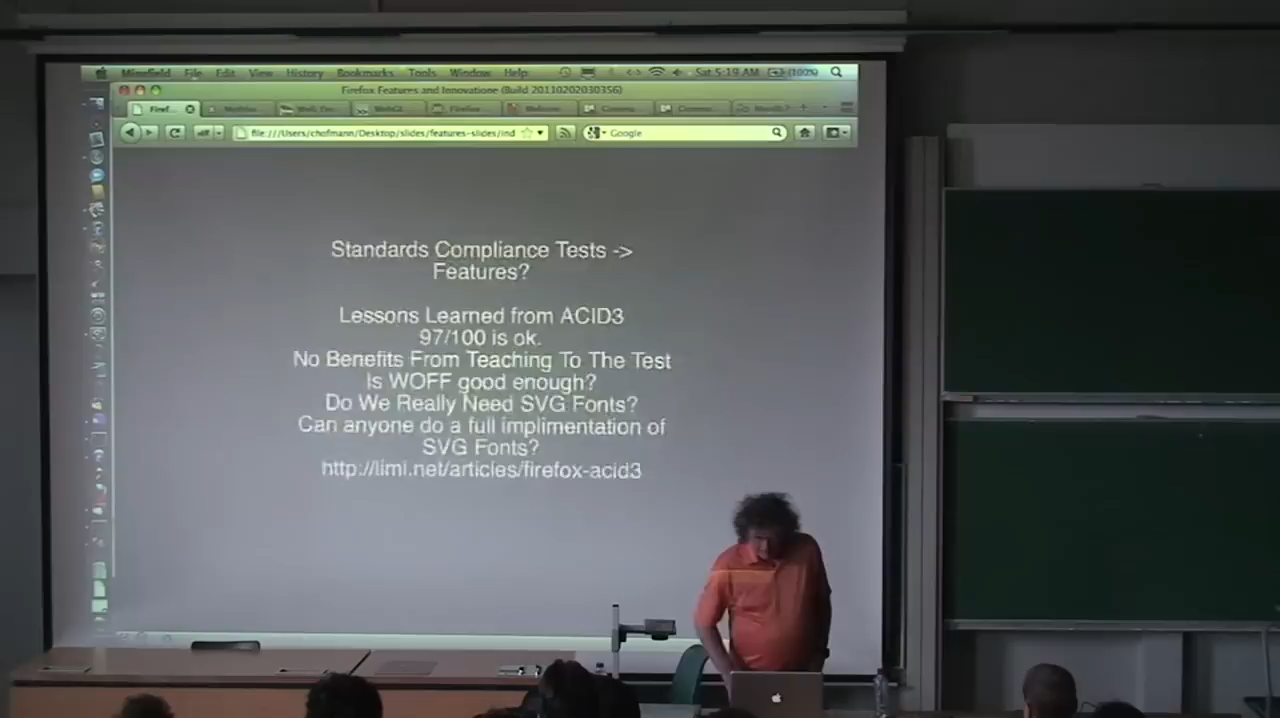 Minefield File Edit View History Bookmarks Tools Window Help Sat 5:19 AM (100%)
Firefox Features and Innovations (Build 20110202030356)
Firef...
file:///Users/chofmann/Desktop/slides/features-slides/ind
Google
Standards Compliance Tests ->
Features?
Lessons Learned from ACID3
97/100 is ok.
No Benefits From Teaching To The Test
Is WOFF good enough?
Do We Really Need SVG Fonts?
Can anyone do a full implimentation of
SVG Fonts?
http://limi.net/articles/firefox-acid3